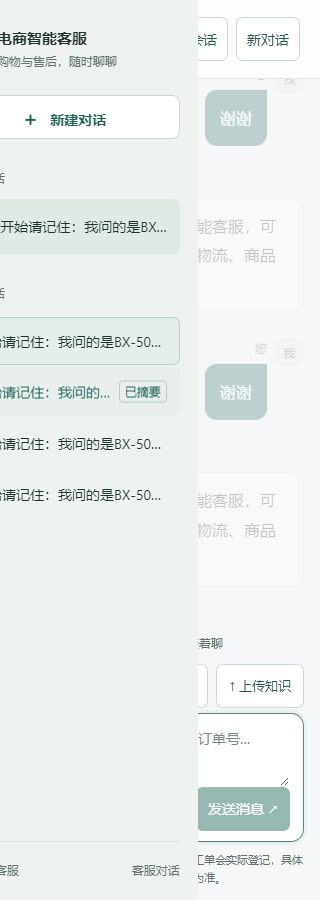 电商智能客服
购物与售后，随时聊聊
+ 新建对话
话
开始请记住：我问的是BX...
话
始请记住：我问的是BX-50...
始请记住：我问的... 已摘要
始请记住：我问的是BX-50...
始请记住：我问的是BX-50...
客服 客服对话
会话 新对话
我
谢谢
能客服，可
物流、商品
您 我
谢谢
能客服，可
物流、商品
接着聊
↑ 上传知识
订单号...
发送消息 ↗
工单会实际登记，具体
为准。